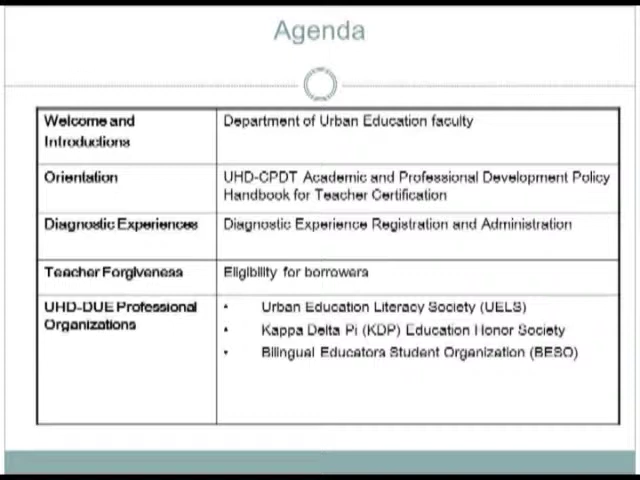 Agenda
Welcome and
Introductions
Department of Urban Education faculty
Orientation
UHD-CPDT Academic and Professional Development Policy
Handbook for Teacher Certification
Diagnostic Experiences
Diagnostic Experience Registration and Administration
Teacher Forgiveness
Eligibility for borrowers
UHD-DUE Professional
Organizations
• Urban Education Literacy Society (UELS)
• Kappa Delta Pi (KDP) Education Honor Society
• Bilingual Educators Student Organization (BESO)